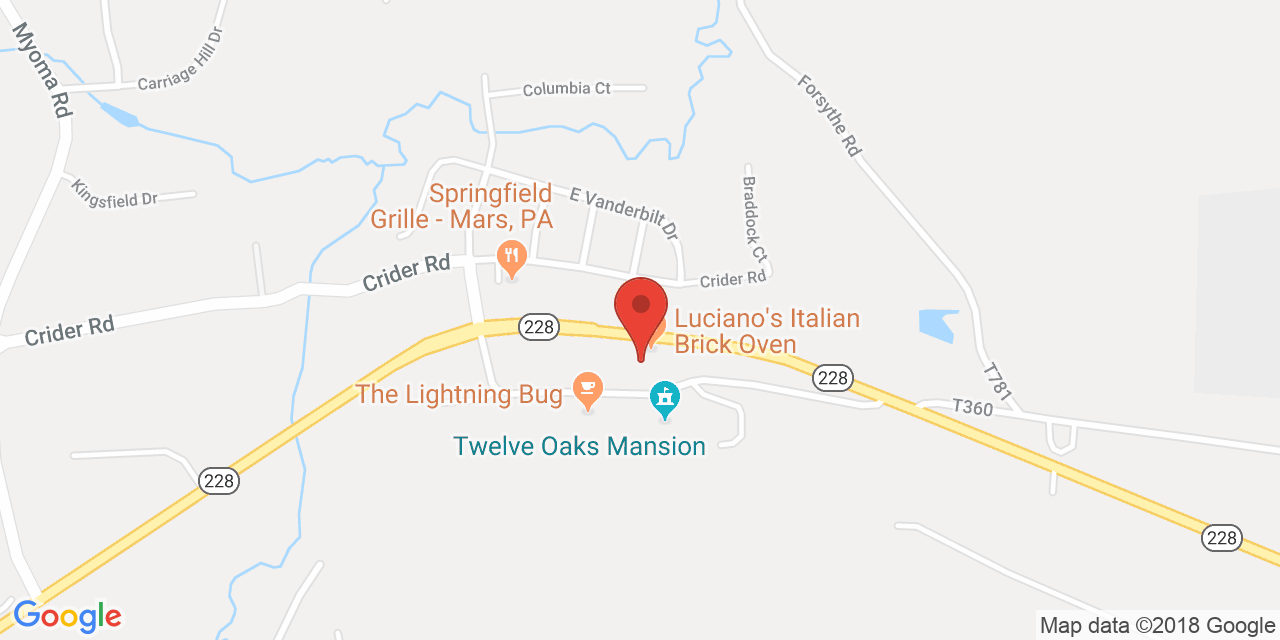 Myoma Rd
Carriage Hill Dr
Columbia Ct
Forsythe Rd
Kingsfield Dr
Springfield
Grille - Mars, PA
E Vanderbilt Dr
Braddock Ct
Crider Rd
Crider Rd
Crider Rd
228
Luciano's Italian
Brick Oven
The Lightning Bug
228
T781
T360
Twelve Oaks Mansion
228
228
Google
Map data ©2018 Google